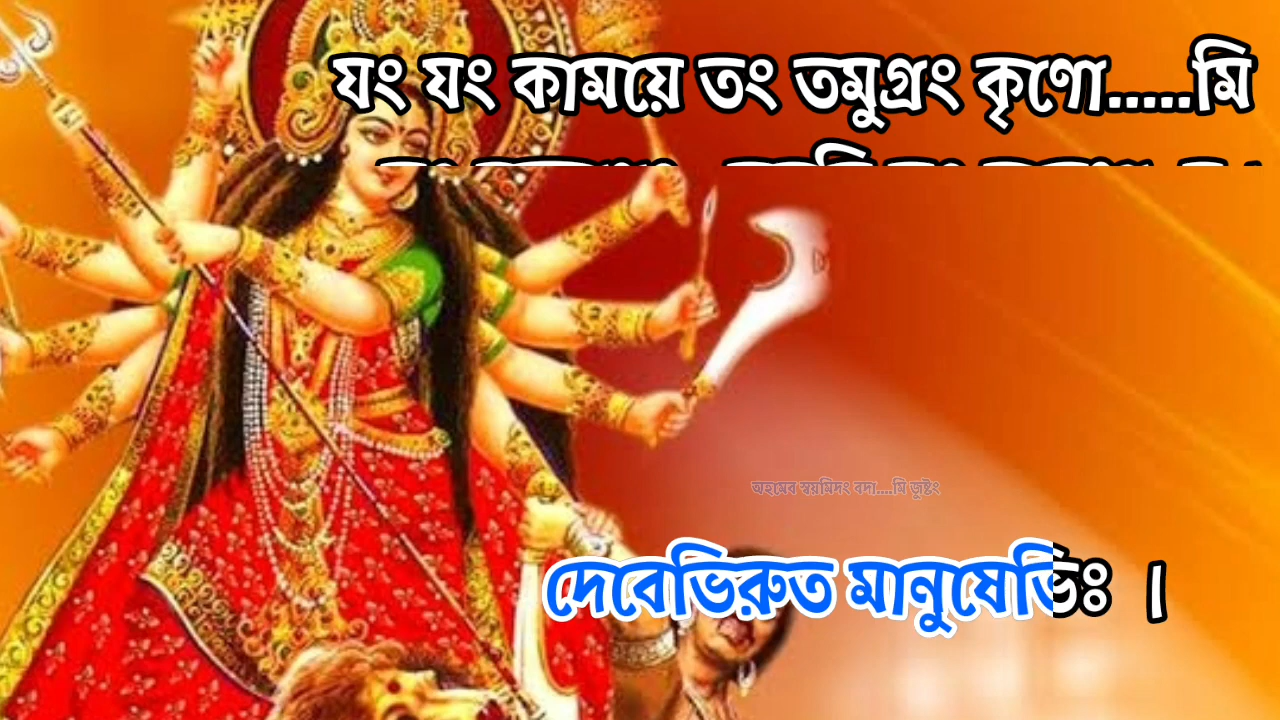 যং যং কাময়ে তং তমুগ্রং কৃণো.....মি
অহমেব স্বয়মিদং বদা....মি জুষ্টং
দেবেভিরুত মানুষেভিঃ ।